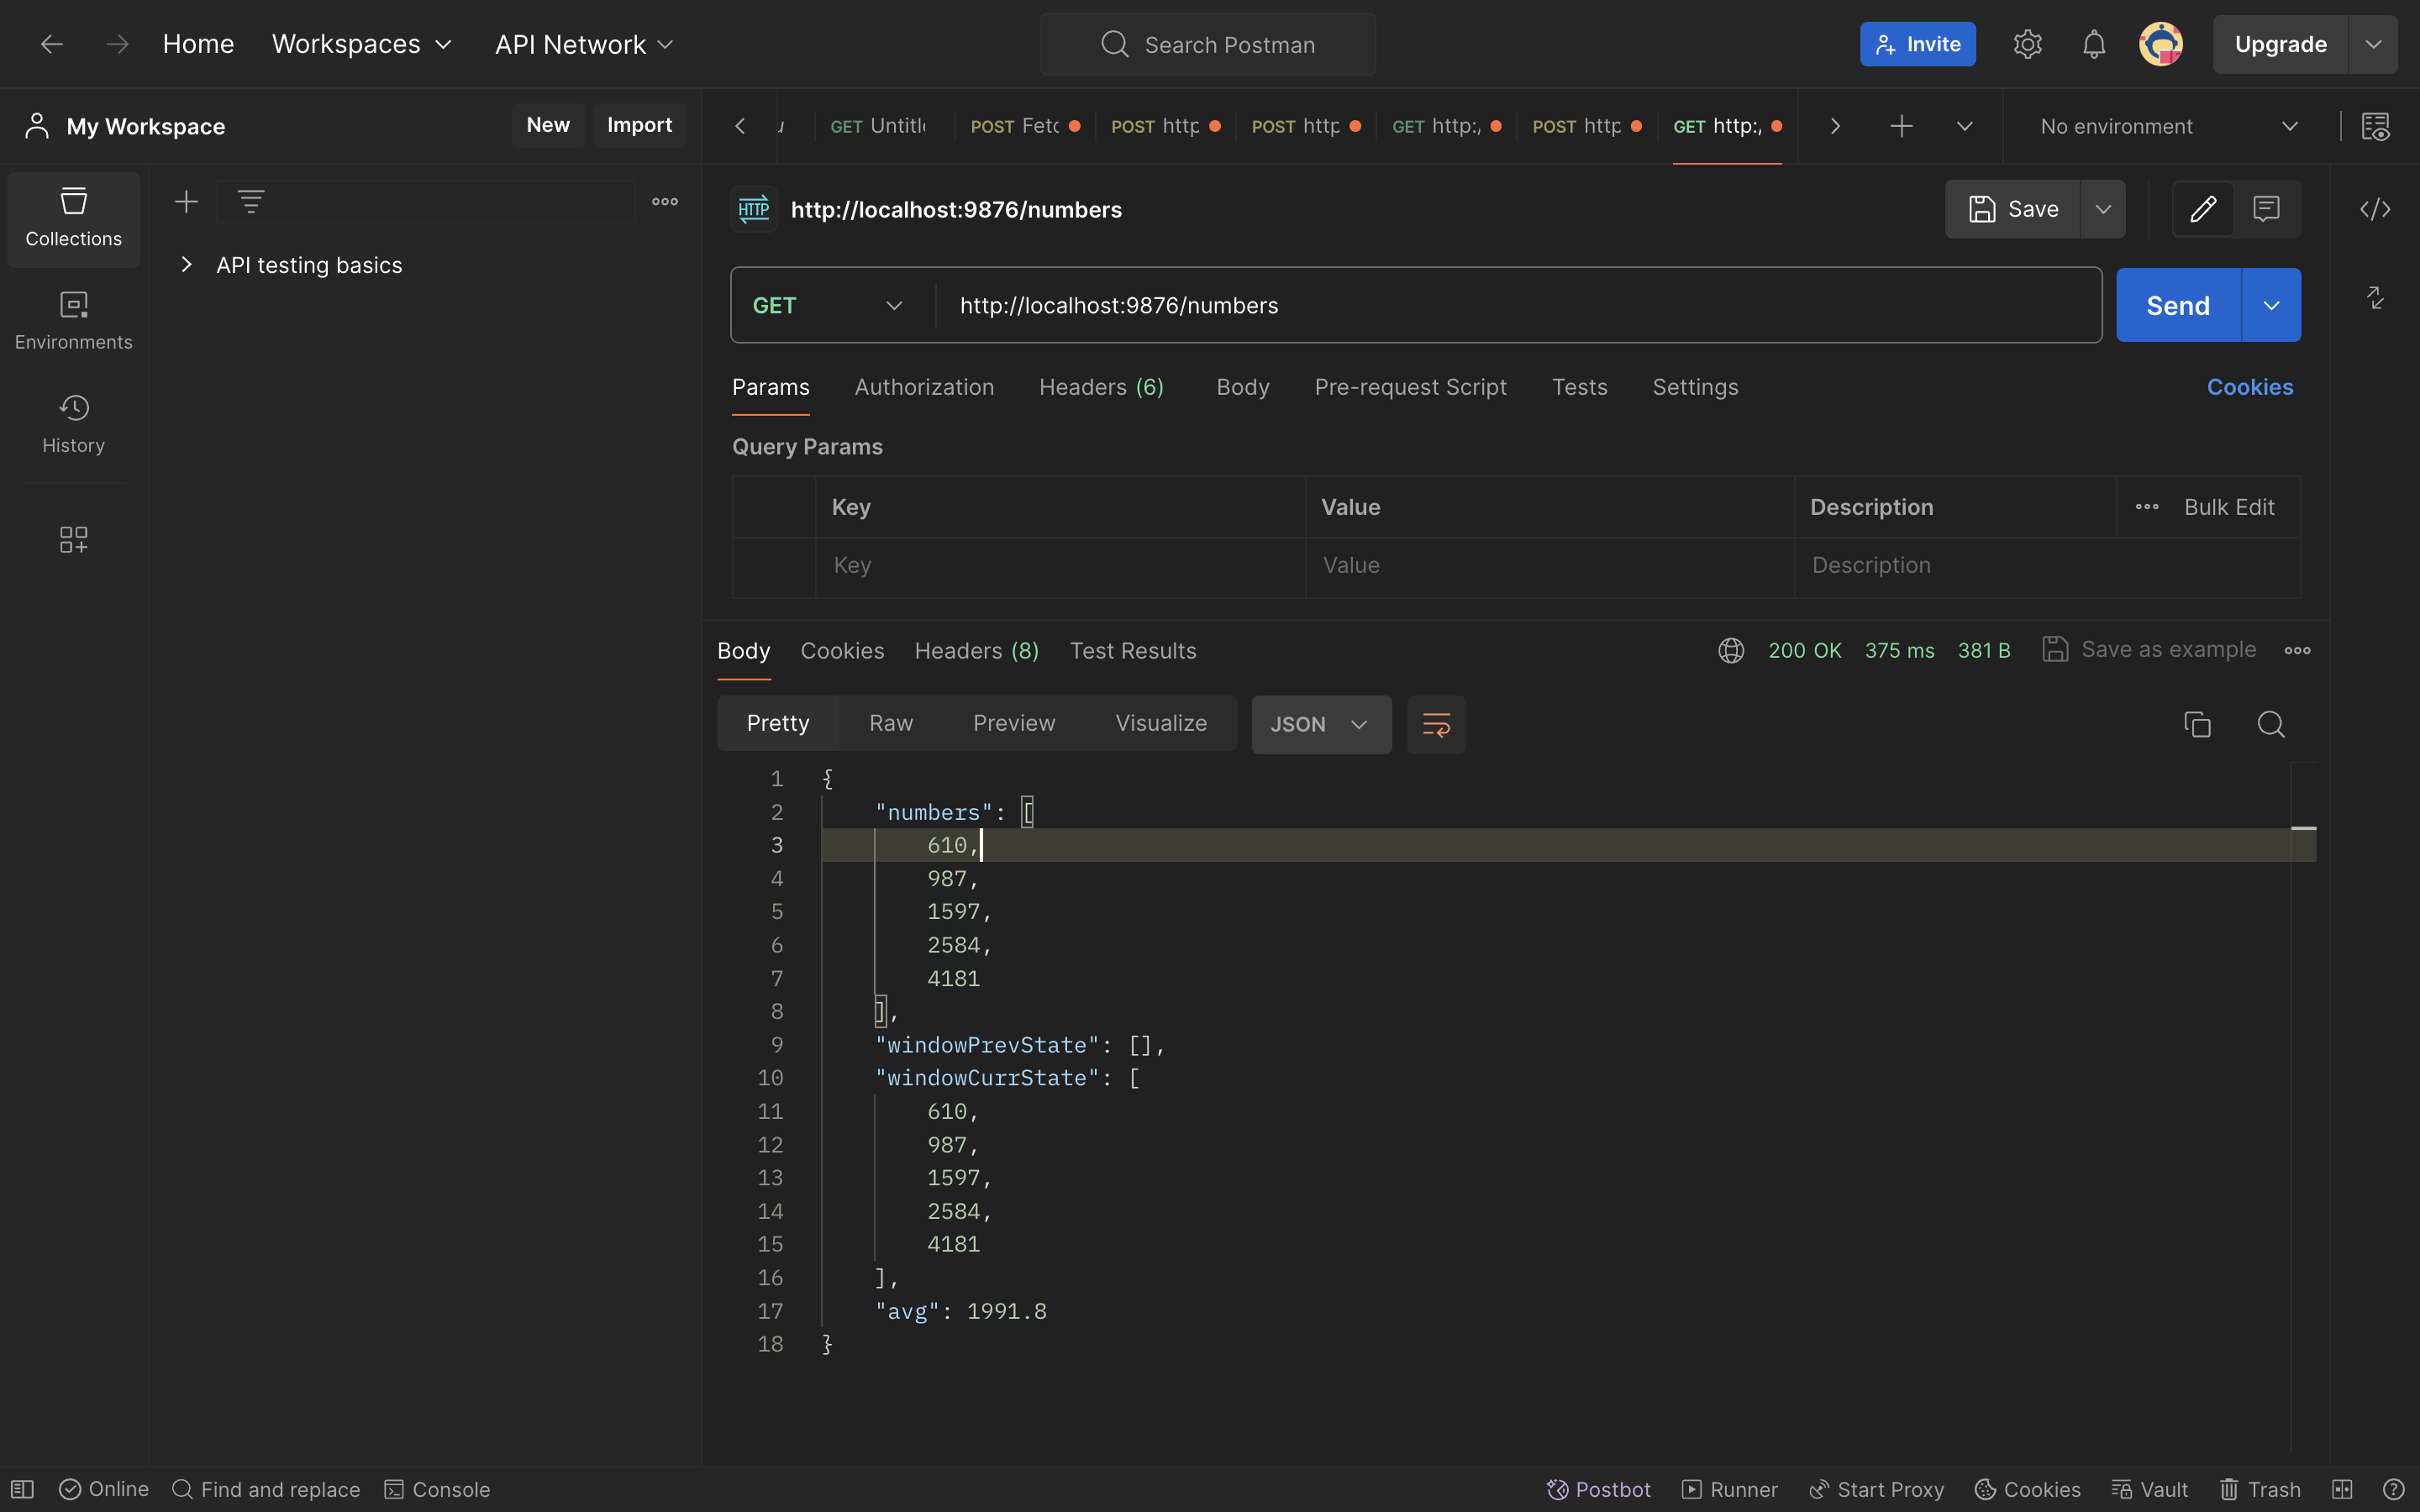 Home Workspaces API Network Search Postman Invite Upgrade
My Workspace New Import GET Untitl POST Fetc POST http POST http GET http:/ POST http GET http:/ No environment
Collections
Environments
History
API testing basics
HTTP http://localhost:9876/numbers Save
GET http://localhost:9876/numbers Send
Params Authorization Headers (6) Body Pre-request Script Tests Settings Cookies
Query Params
Key Value Description Bulk Edit
Key Value Description
Body Cookies Headers (8) Test Results 200 OK 375 ms 381 B Save as example
Pretty Raw Preview Visualize JSON
1 {
2 "numbers": [
3 610,
4 987,
5 1597,
6 2584,
7 4181
8 ],
9 "windowPrevState": [],
10 "windowCurrState": [
11 610,
12 987,
13 1597,
14 2584,
15 4181
16 ],
17 "avg": 1991.8
18 }
Online Find and replace Console Postbot Runner Start Proxy Cookies Vault Trash